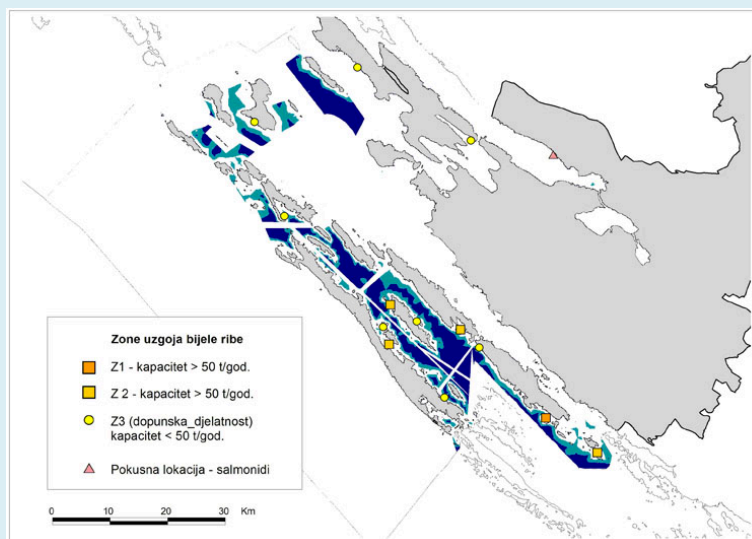 Zone uzgoja bijele ribe
Z1 - kapacitet > 50 t/god.
Z 2 - kapacitet > 50 t/god.
Z3 (dopunska_djelatnost)
kapacitet < 50 t/god.
Pokusna lokacija - salmonidi
0 10 20 30 Km